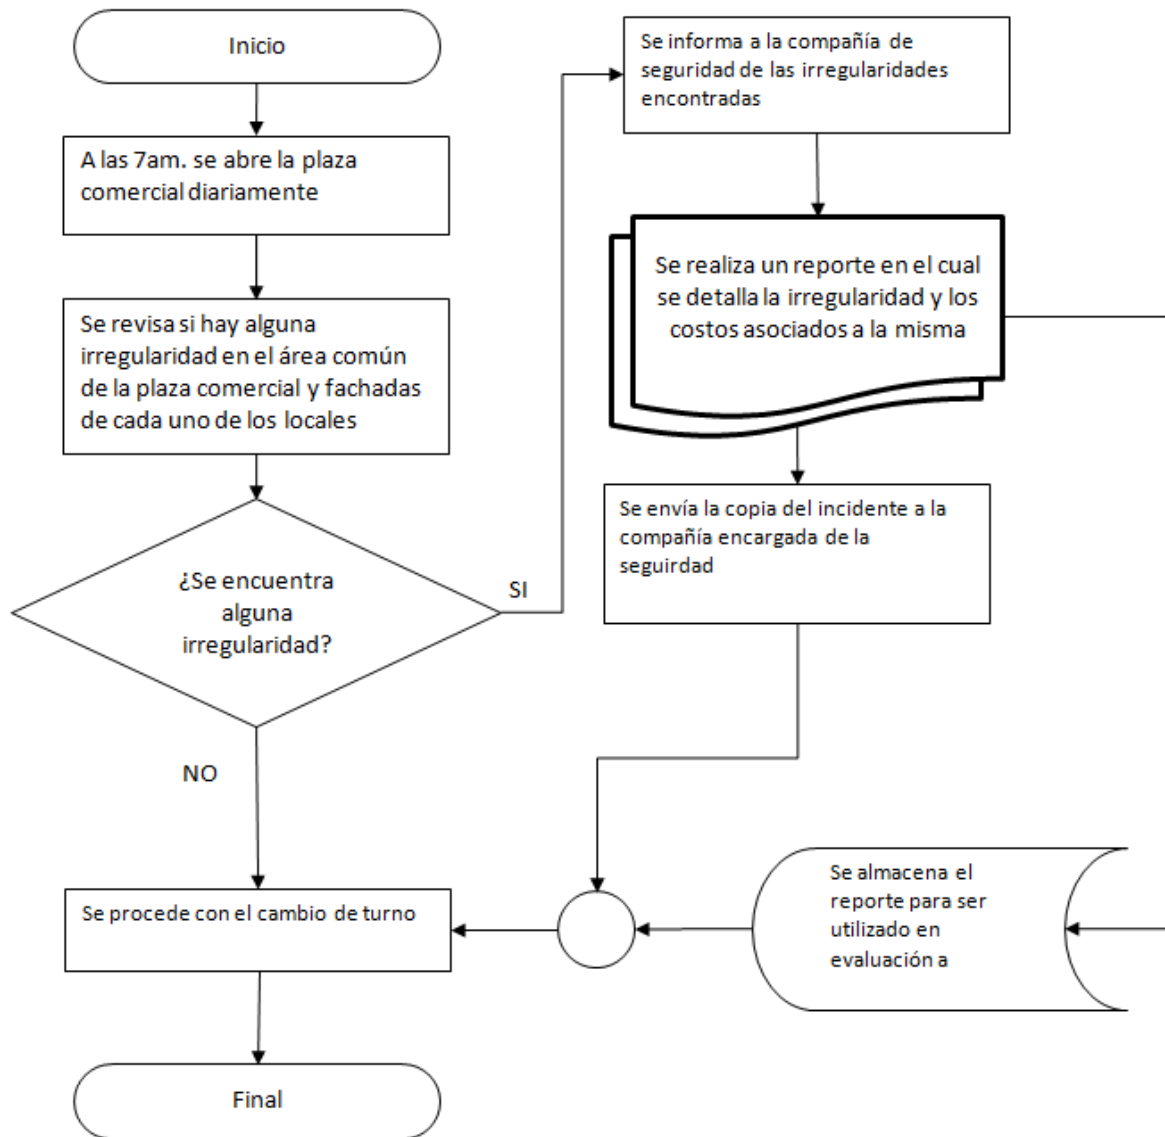 Inicio
A las 7am. se abre la plaza
comercial diariamente
Se revisa si hay alguna
irregularidad en el área común
de la plaza comercial y fachadas
de cada uno de los locales
¿Se encuentra
alguna
irregularidad?
SI
NO
Se informa a la compañía de
seguridad de las irregularidades
encontradas
Se realiza un reporte en el cual
se detalla la irregularidad y los
costos asociados a la misma
Se envía la copia del incidente a la
compañía encargada de la
seguirdad
Se almacena el
reporte para ser
utilizado en
evaluación a
Se procede con el cambio de turno
Final